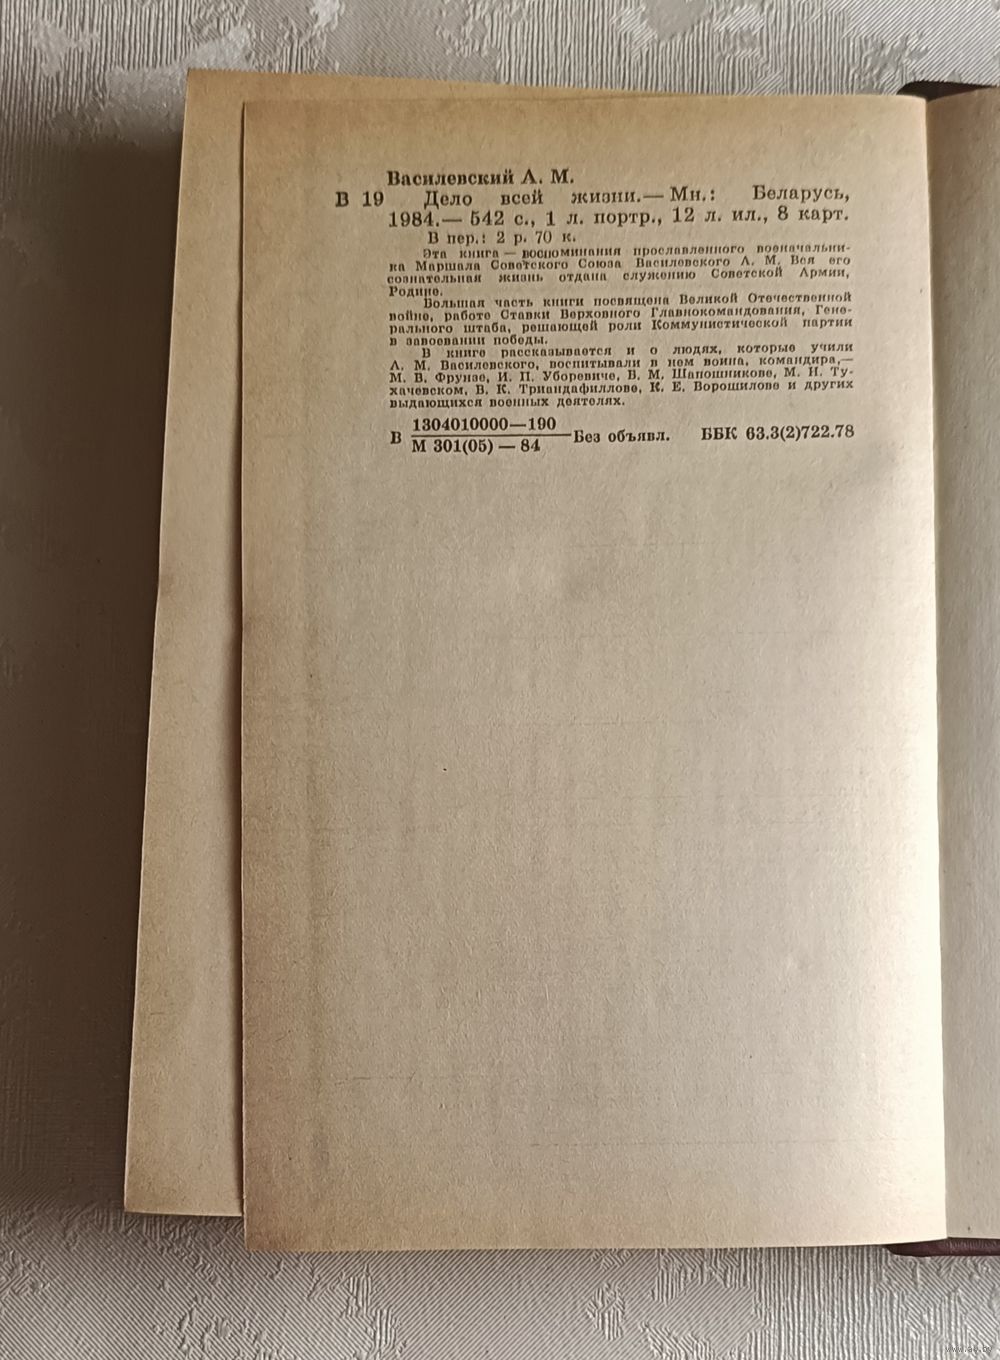 Василевский А. М.
В 19 Дело всей жизни.— Мн.: Беларусь,
1984.— 542 с., 1 л. портр., 12 л. ил., 8 карт.
В пер.: 2 р. 70 к.
Эта книга — воспоминания прославленного военачальни-
ка Маршала Советского Союза Василевского А. М. Вся его
сознательная жизнь отдана служению Советской Армии,
Родине.
Большая часть книги посвящена Великой Отечественной
войне, работе Ставки Верховного Главнокомандования, Гене-
рального штаба, решающей роли Коммунистической партии
в завоевании победы.
В книге рассказывается и о людях, которые учили
А. М. Василевского, воспитывали в нем воина, командира,—
М. В. Фрунзе, И. П. Уборевиче, Б. М. Шапошникове, М. Н. Ту-
хачевском, В. К. Триандафиллове, К. Е. Ворошилове и других
выдающихся военных деятелях.
1304010000—190
В —Без объявл. ББК 63.3(2)722.78
М 301(05) — 84
www.ay.by